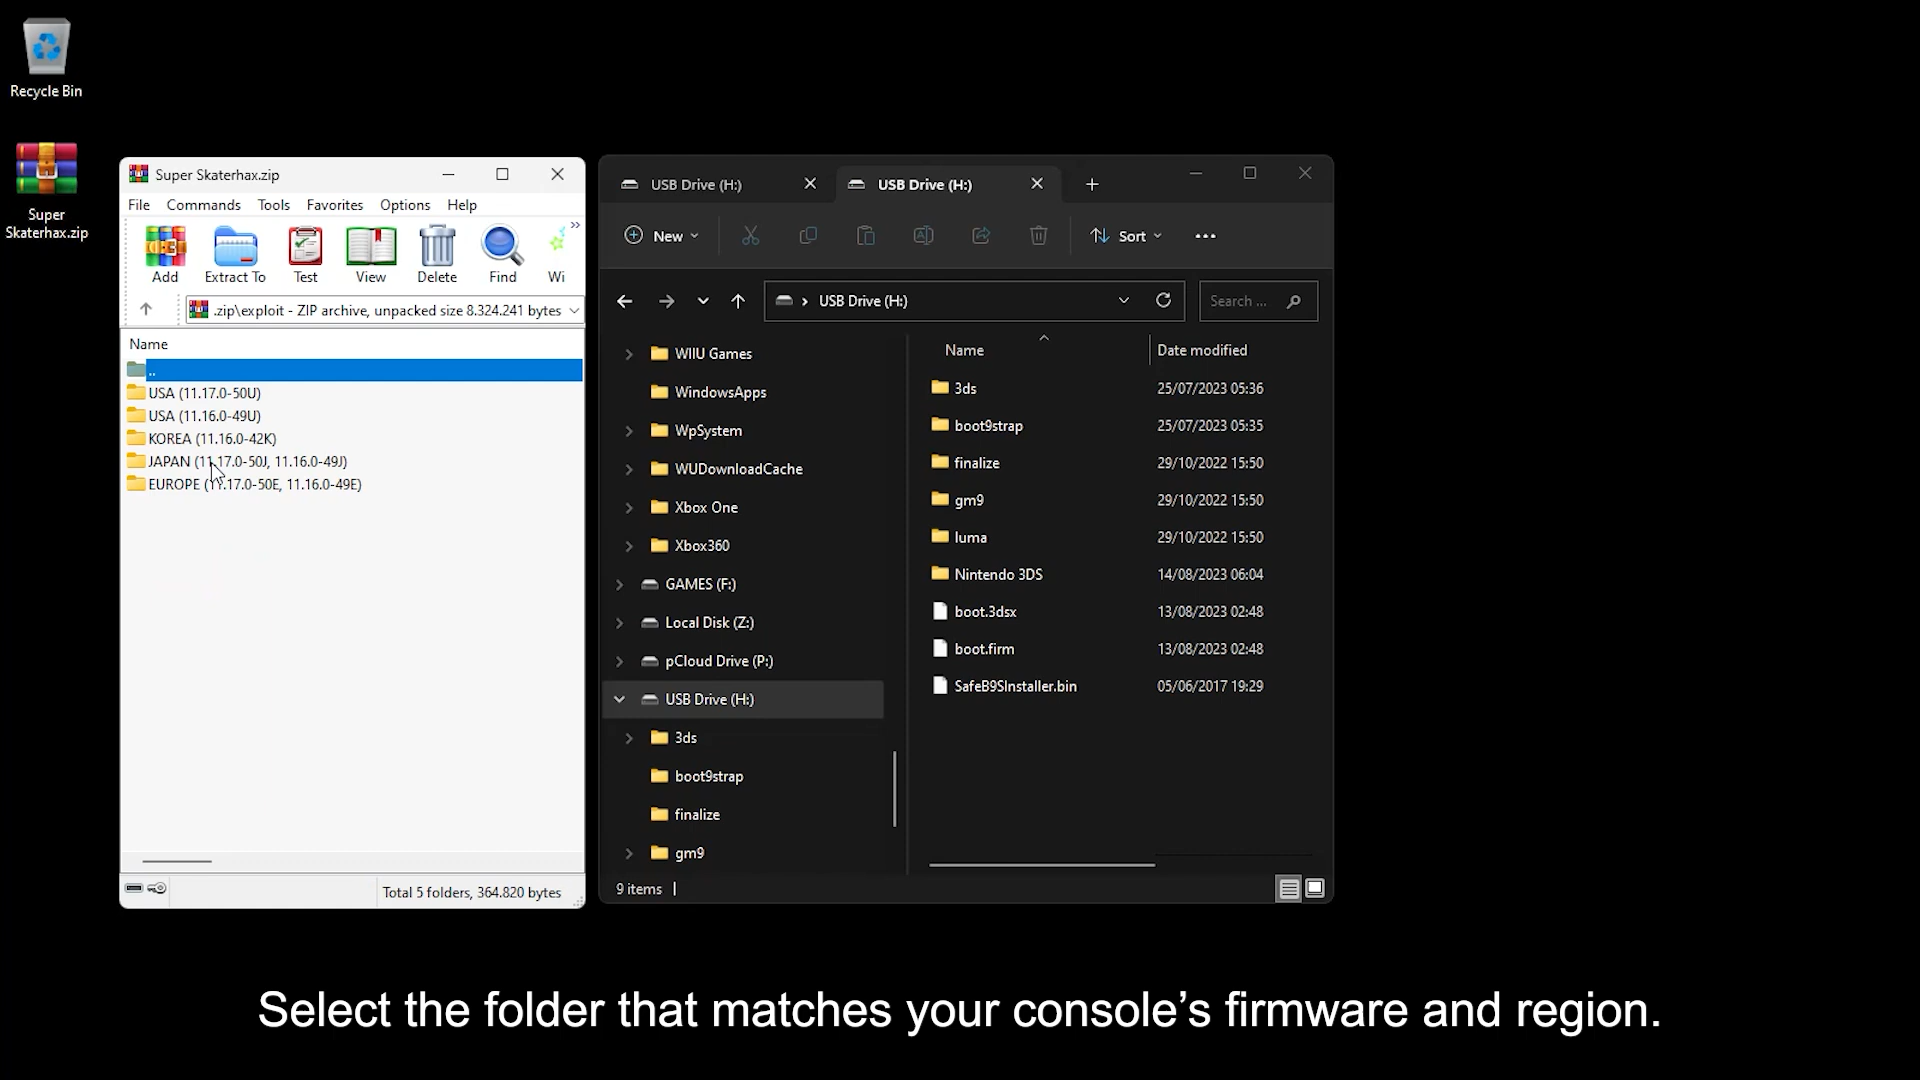 Recycle Bin
Super
Skaterhax.zip
Super Skaterhax.zip
File Commands Tools Favorites Options Help
Add Extract To Test View Delete Find Wi
.zip\exploit - ZIP archive, unpacked size 8.324.241 bytes
Name
..
USA (11.17.0-50U)
USA (11.16.0-49U)
KOREA (11.16.0-42K)
JAPAN (11.17.0-50J, 11.16.0-49J)
EUROPE (11.17.0-50E, 11.16.0-49E)
Total 5 folders, 364.820 bytes
USB Drive (H:) USB Drive (H:)
New Sort
USB Drive (H:) Search ...
WIIU Games
WindowsApps
WpSystem
WUDownloadCache
Xbox One
Xbox360
GAMES (F:)
Local Disk (Z:)
pCloud Drive (P:)
USB Drive (H:)
3ds
boot9strap
finalize
gm9
Name Date modified
3ds 25/07/2023 05:36
boot9strap 25/07/2023 05:35
finalize 29/10/2022 15:50
gm9 29/10/2022 15:50
luma 29/10/2022 15:50
Nintendo 3DS 14/08/2023 06:04
boot.3dsx 13/08/2023 02:48
boot.firm 13/08/2023 02:48
SafeB9SInstaller.bin 05/06/2017 19:29
9 items
Select the folder that matches your console’s firmware and region.